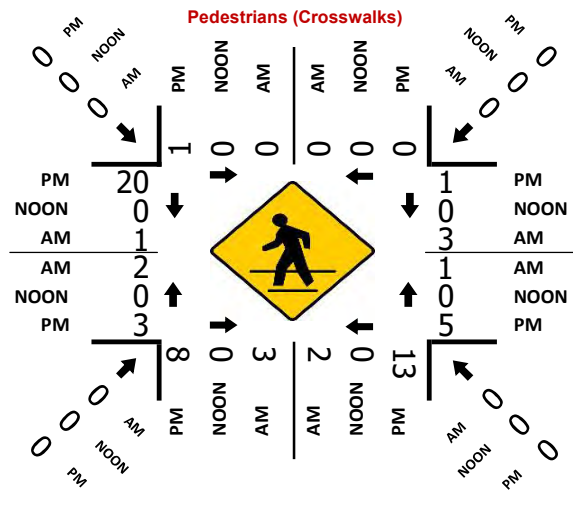 Pedestrians (Crosswalks)
PM NOON AM
0 0 0
PM NOON AM AM NOON PM
1 0 0 0 0 0
PM NOON AM
0 0 0
PM 20
NOON 0
AM 1
AM 2
NOON 0
PM 3
1 PM
0 NOON
3 AM
1 AM
0 NOON
5 PM
8 0 3 2 0 13
PM NOON AM AM NOON PM
0 0 0
AM NOON PM
0 0 0
AM NOON PM